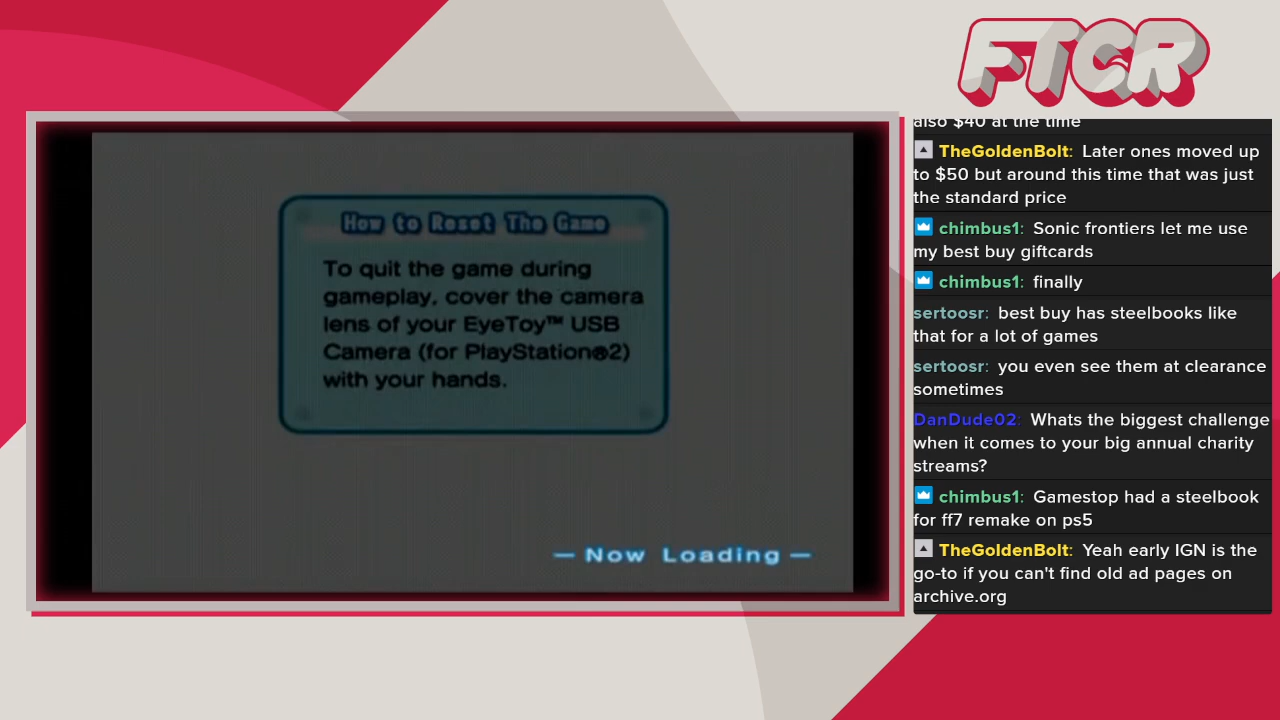 FTCR
How to Reset The Game
To quit the game during
gameplay, cover the camera
lens of your EyeToy™ USB
Camera (for PlayStation®2)
with your hands.
— Now Loading —
also $40 at the time
TheGoldenBolt: Later ones moved up
to $50 but around this time that was just
the standard price
chimbus1: Sonic frontiers let me use
my best buy giftcards
chimbus1: finally
sertoosr: best buy has steelbooks like
that for a lot of games
sertoosr: you even see them at clearance
sometimes
DanDude02: Whats the biggest challenge
when it comes to your big annual charity
streams?
chimbus1: Gamestop had a steelbook
for ff7 remake on ps5
TheGoldenBolt: Yeah early IGN is the
go-to if you can't find old ad pages on
archive.org